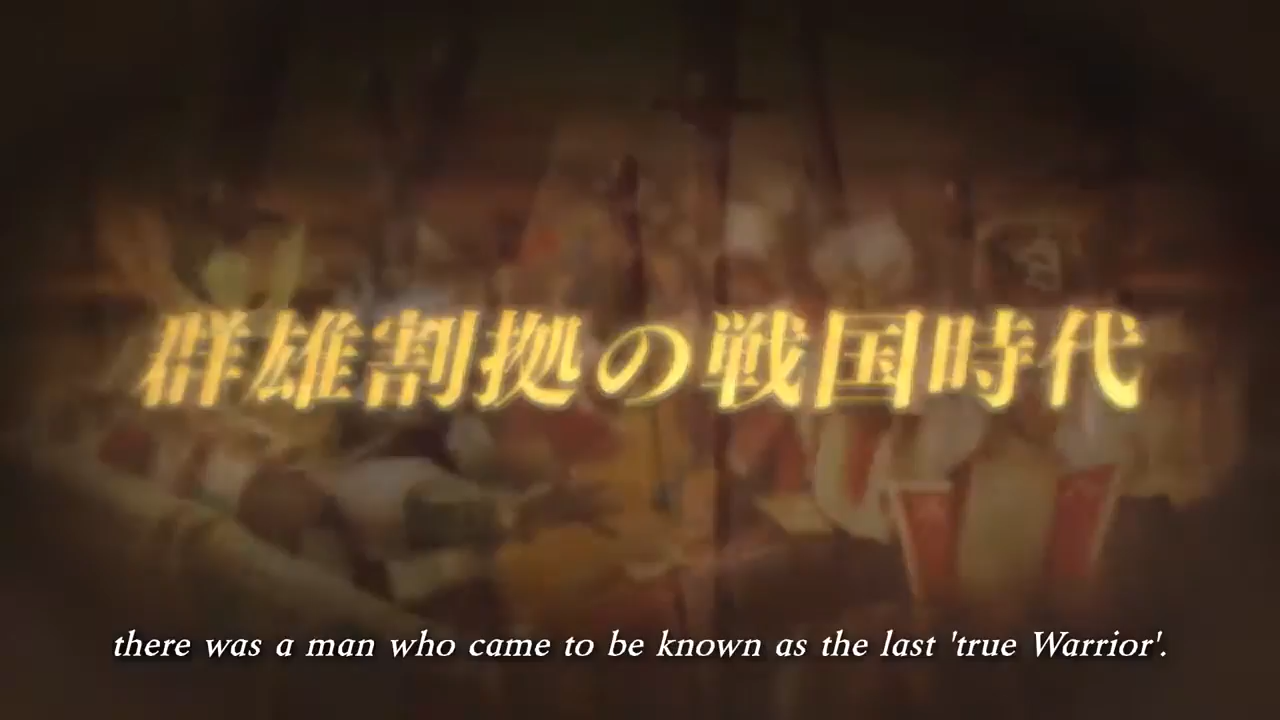 群雄割拠の戦国時代
there was a man who came to be known as the last 'true Warrior'.